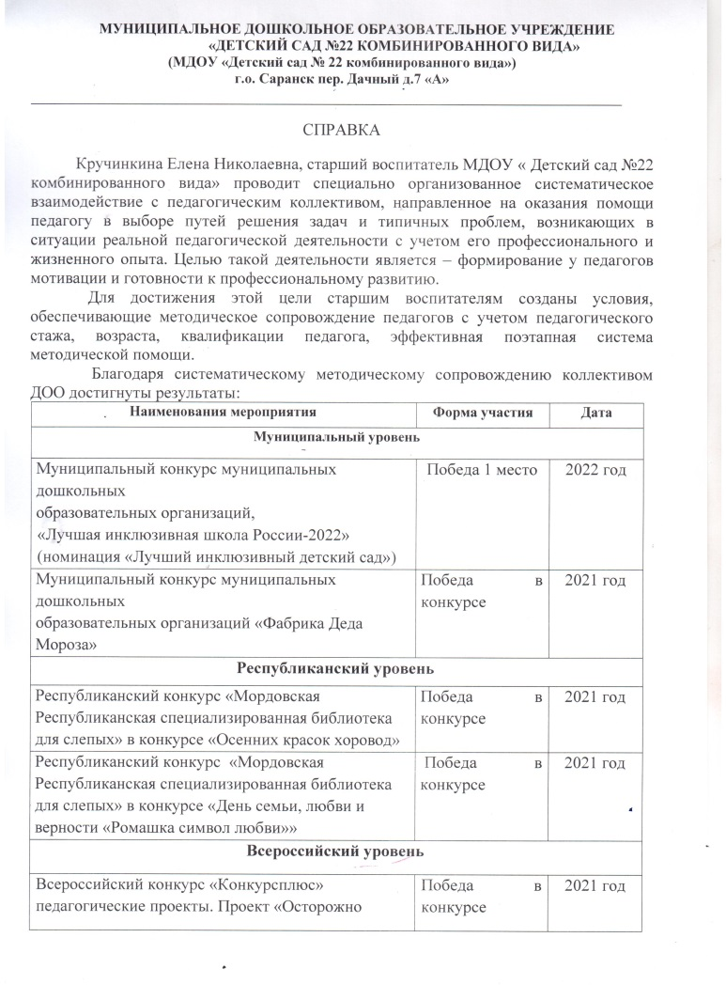 МУНИЦИПАЛЬНОЕ ДОШКОЛЬНОЕ ОБРАЗОВАТЕЛЬНОЕ УЧРЕЖДЕНИЕ
«ДЕТСКИЙ САД №22 КОМБИНИРОВАННОГО ВИДА»
(МДОУ «Детский сад № 22 комбинированного вида»)
г.о. Саранск пер. Дачный д.7 «А»
СПРАВКА
Кручинкина Елена Николаевна, старший воспитатель МДОУ « Детский сад №22
комбинированного вида» проводит специально организованное систематическое
взаимодействие с педагогическим коллективом, направленное на оказания помощи
педагогу в выборе путей решения задач и типичных проблем, возникающих в
ситуации реальной педагогической деятельности с учетом его профессионального и
жизненного опыта. Целью такой деятельности является – формирование у педагогов
мотивации и готовности к профессиональному развитию.
Для достижения этой цели старшим воспитателям созданы условия,
обеспечивающие методическое сопровождение педагогов с учетом педагогического
стажа, возраста, квалификации педагога, эффективная поэтапная система
методической помощи.
Благодаря систематическому методическому сопровождению коллективом
ДОО достигнуты результаты:
Наименования мероприятия Форма участия Дата
Муниципальный уровень
Муниципальный конкурс муниципальных Победа 1 место 2022 год
дошкольных
образовательных организаций,
«Лучшая инклюзивная школа России-2022»
(номинация «Лучший инклюзивный детский сад»)
Муниципальный конкурс муниципальных Победа в 2021 год
дошкольных конкурсе
образовательных организаций «Фабрика Деда
Мороза»
Республиканский уровень
Республиканский конкурс «Мордовская Победа в 2021 год
Республиканская специализированная библиотека конкурсе
для слепых» в конкурсе «Осенних красок хоровод»
Республиканский конкурс «Мордовская Победа в 2021 год
Республиканская специализированная библиотека конкурсе
для слепых» в конкурсе «День семьи, любви и
верности «Ромашка символ любви»»
Всероссийский уровень
Всероссийский конкурс «Конкурсплюс» Победа в 2021 год
педагогические проекты. Проект «Осторожно конкурсе